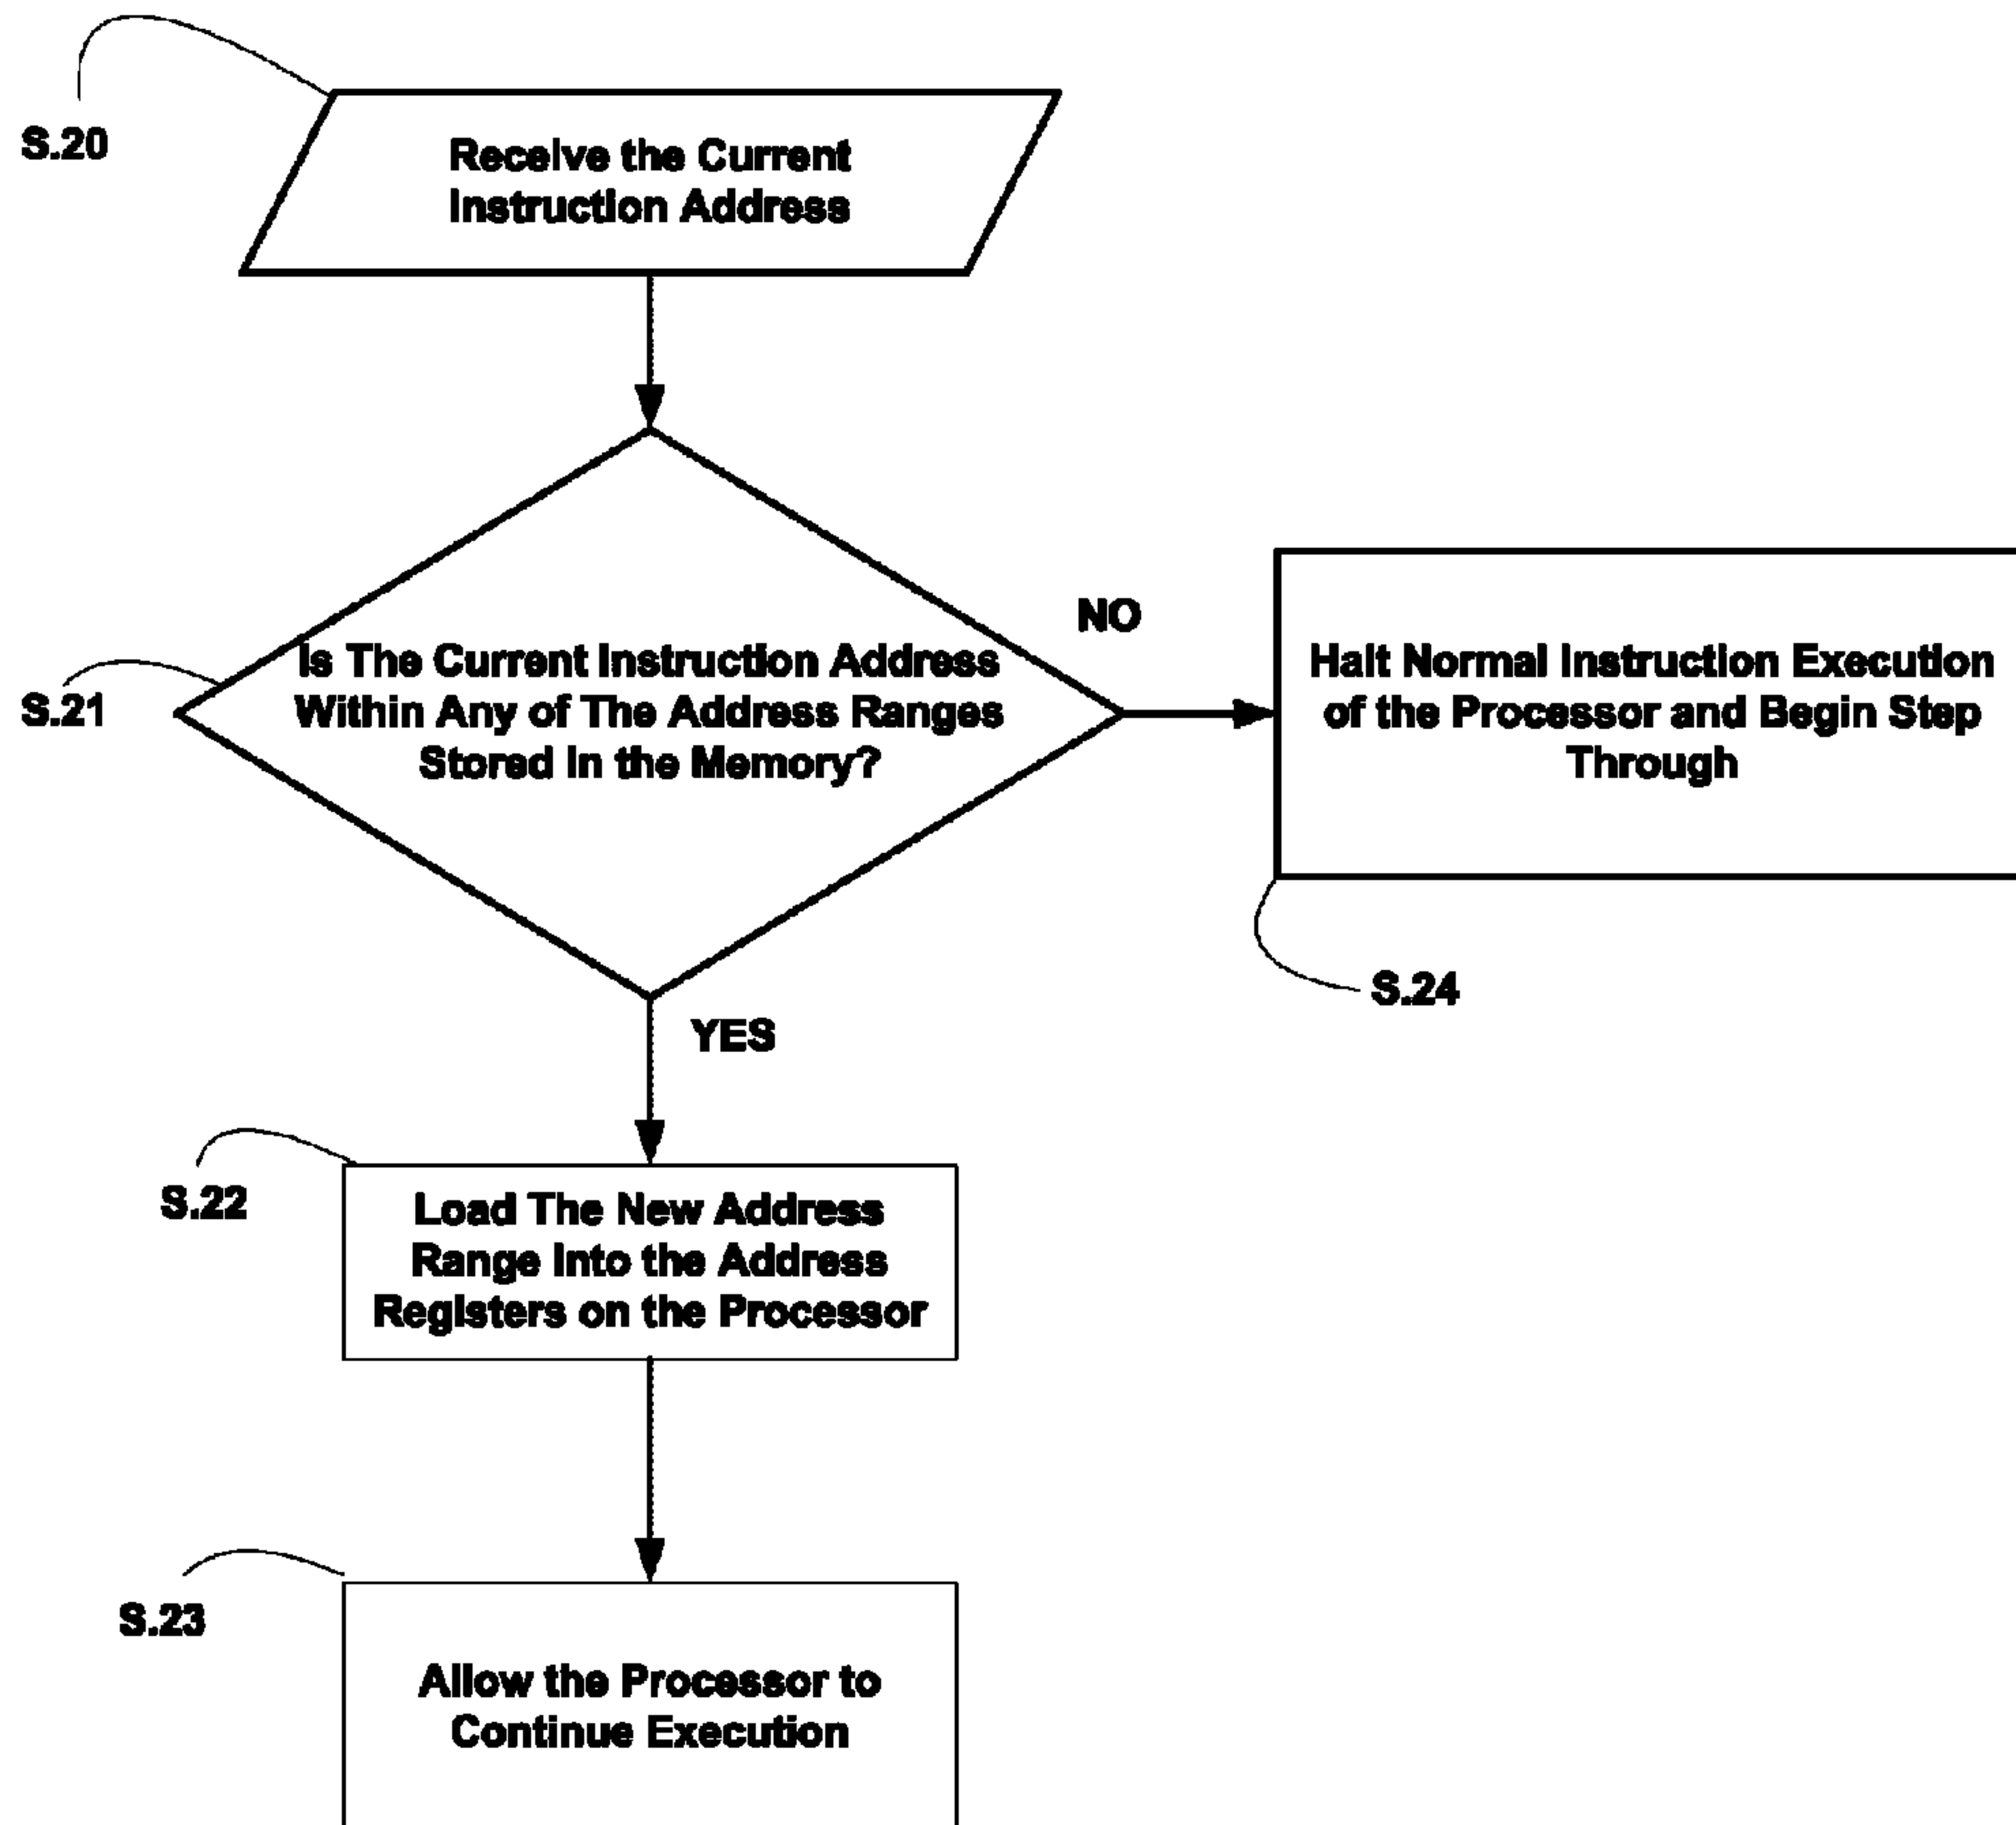 S.20
Receive the Current
Instruction Address
NO
S.21
Is The Current Instruction Address
Within Any of The Address Ranges
Stored in the Memory?
Halt Normal Instruction Execution
of the Processor and Begin Step
Through
S.24
YES
S.22
Load The New Address
Range Into the Address
Registers on the Processor
S.23
Allow the Processor to
Continue Execution